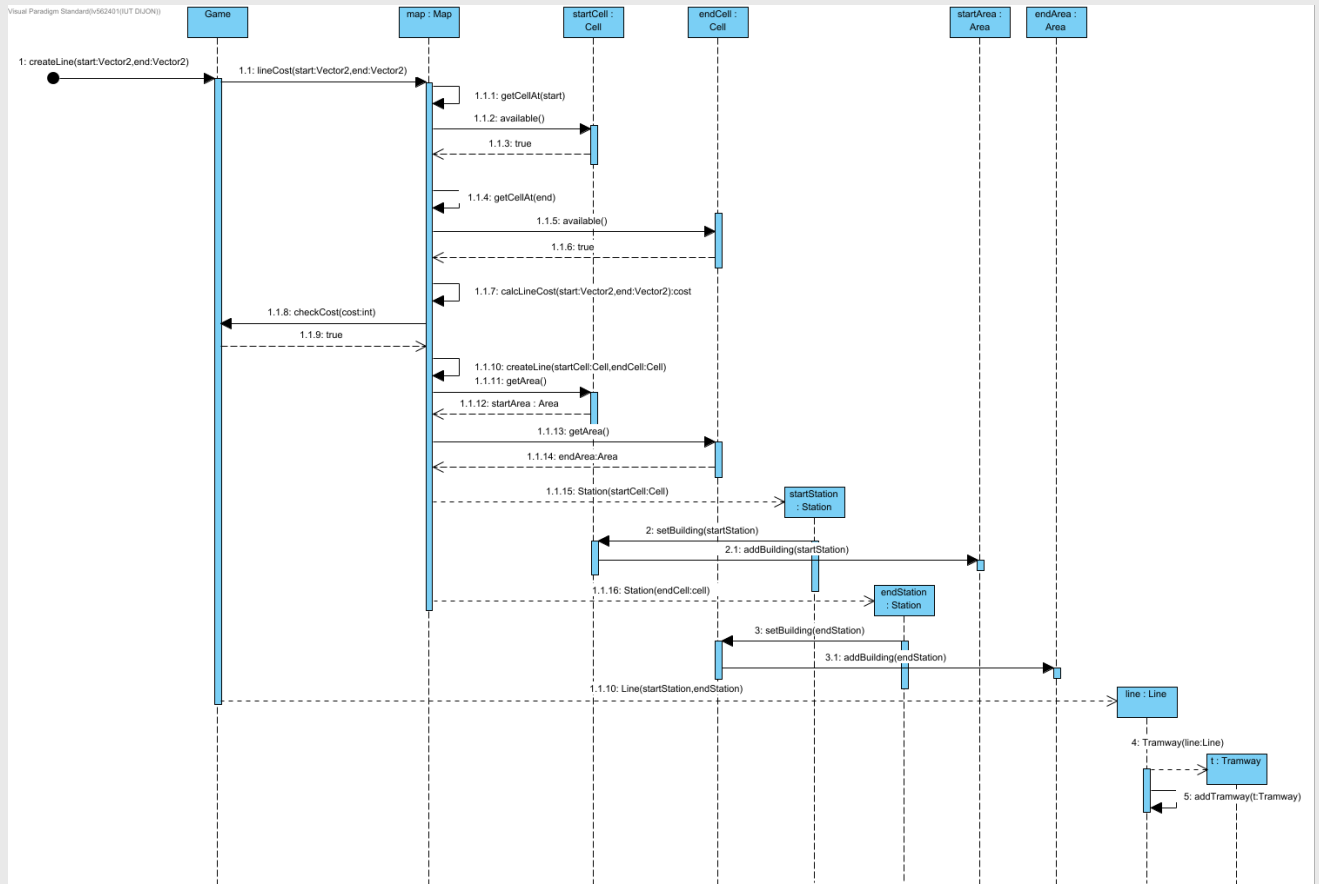 Visual Paradigm Standard(lv562401(IUT DIJON))
Game
map : Map
startCell :
Cell
endCell :
Cell
startArea :
Area
endArea :
Area
1: createLine(start:Vector2,end:Vector2)
1.1: lineCost(start:Vector2,end:Vector2)
1.1.1: getCellAt(start)
1.1.2: available()
1.1.3: true
1.1.4: getCellAt(end)
1.1.5: available()
1.1.6: true
1.1.7: calcLineCost(start:Vector2,end:Vector2):cost
1.1.8: checkCost(cost:int)
1.1.9: true
1.1.10: createLine(startCell:Cell,endCell:Cell)
1.1.11: getArea()
1.1.12: startArea : Area
1.1.13: getArea()
1.1.14: endArea:Area
1.1.15: Station(startCell:Cell)
startStation
: Station
2: setBuilding(startStation)
2.1: addBuilding(startStation)
1.1.16: Station(endCell:cell)
endStation
: Station
3: setBuilding(endStation)
3.1: addBuilding(endStation)
1.1.10: Line(startStation,endStation)
line : Line
4: Tramway(line:Line)
t : Tramway
5: addTramway(t:Tramway)